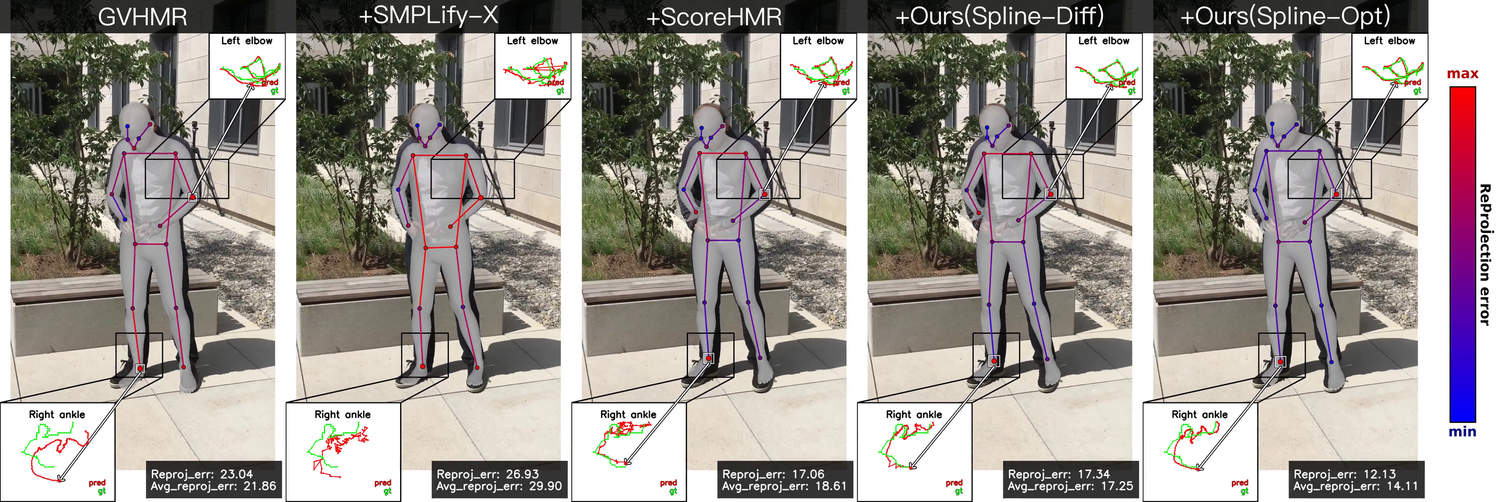 GVHMR
+SMPLify-X
+ScoreHMR
+Ours(Spline-Diff)
+Ours(Spline-Opt)
Left elbow
pred
gt
Left elbow
pred
gt
Left elbow
pred
gt
Left elbow
pred
gt
Left elbow
pred
gt
max
Reprojection error
min
Right ankle
pred
gt
Right ankle
pred
gt
Right ankle
pred
gt
Right ankle
pred
gt
Right ankle
pred
gt
Reproj_err: 23.04
Avg_reproj_err: 21.86
Reproj_err: 26.93
Avg_reproj_err: 29.90
Reproj_err: 17.06
Avg_reproj_err: 18.61
Reproj_err: 17.34
Avg_reproj_err: 17.25
Reproj_err: 12.13
Avg_reproj_err: 14.11